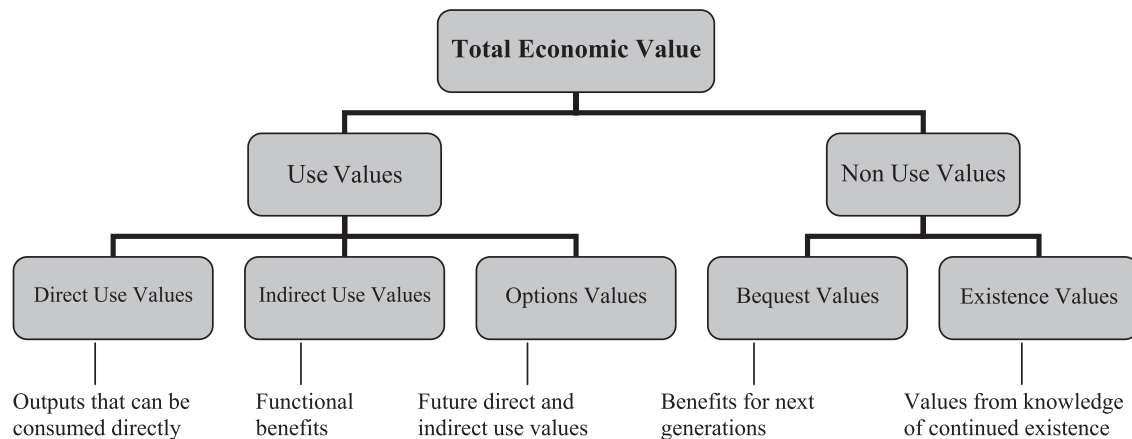 Total Economic Value
Use Values
Non Use Values
Direct Use Values
Indirect Use Values
Options Values
Bequest Values
Existence Values
Outputs that can be
consumed directly
Functional
benefits
Future direct and
indirect use values
Benefits for next
generations
Values from knowledge
of continued existence